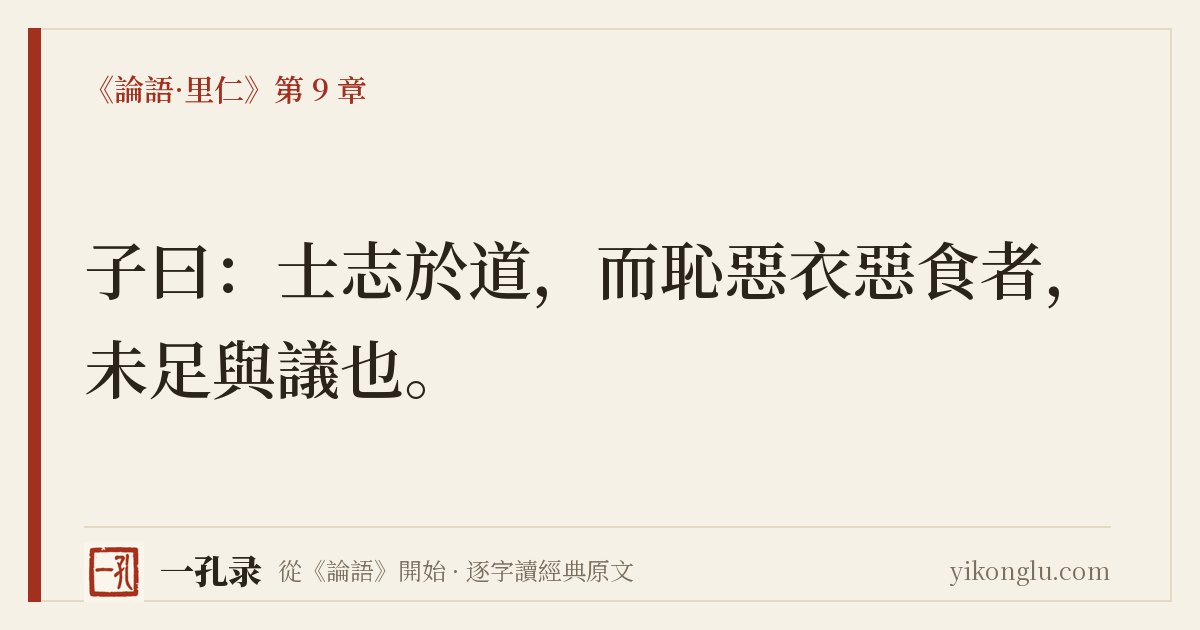 《論語·里仁》第 9 章
子曰：士志於道，而恥惡衣惡食者，
未足與議也。
一孔
一孔录 從《論語》開始 · 逐字讀經典原文 yikonglu.com